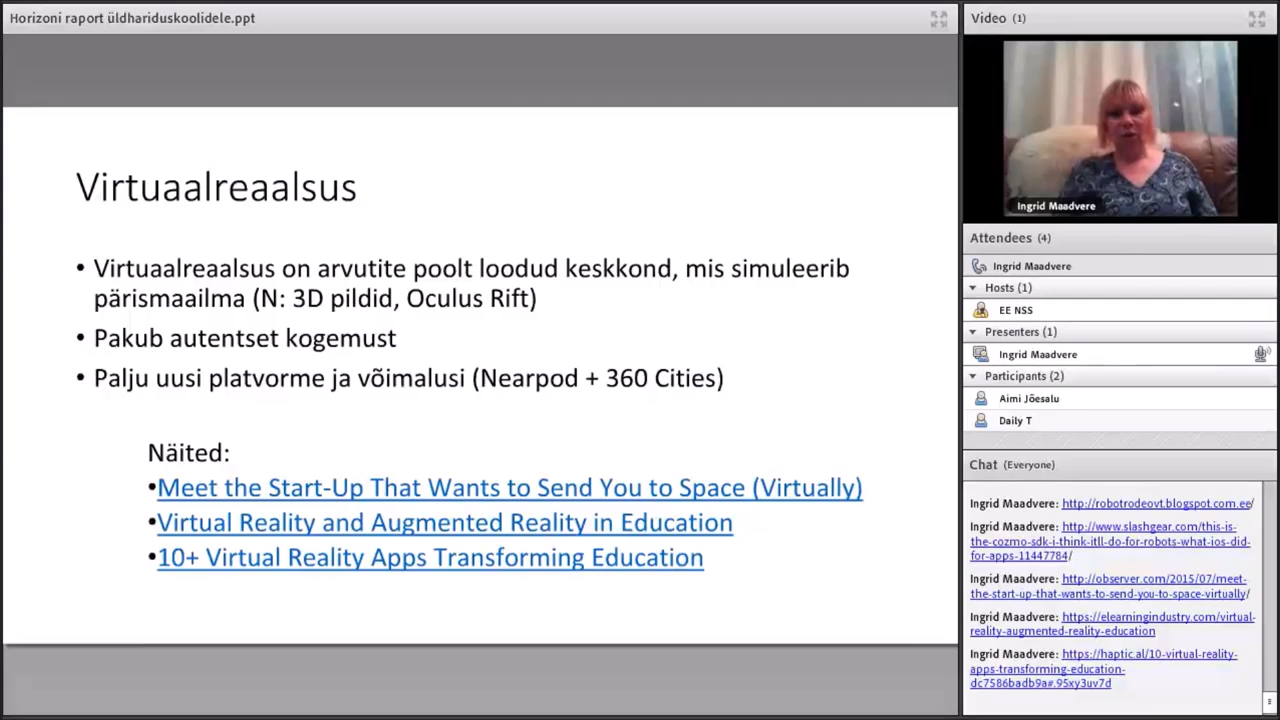 Horizoni raport üldhariduskoolidele.ppt
Virtuaalreaalsus
• Virtuaalreaalsus on arvutite poolt loodud keskkond, mis simuleerib
pärismaailma (N: 3D pildid, Oculus Rift)
• Pakub autentset kogemust
• Palju uusi platvorme ja võimalusi (Nearpod + 360 Cities)
Näited:
•Meet the Start-Up That Wants to Send You to Space (Virtually)
•Virtual Reality and Augmented Reality in Education
•10+ Virtual Reality Apps Transforming Education
Video (1)
Ingrid Maadvere
Attendees (4)
Ingrid Maadvere
Hosts (1)
EE NSS
Presenters (1)
Ingrid Maadvere
Participants (2)
Aimi Jõesalu
Daily T
Chat (Everyone)
Ingrid Maadvere: http://robotrodeovt.blogspot.com.ee/
Ingrid Maadvere: http://www.slashgear.com/this-is-
the-cozmo-sdk-i-think-itll-do-for-robots-what-ios-did-
for-apps-11447784/
Ingrid Maadvere: http://observer.com/2015/07/meet-
the-start-up-that-wants-to-send-you-to-space-virtually/
Ingrid Maadvere: https://elearningindustry.com/virtual-
reality-augmented-reality-education
Ingrid Maadvere: https://haptic.al/10-virtual-reality-
apps-transforming-education-
dc7586badb9a#.95xy3uv7d